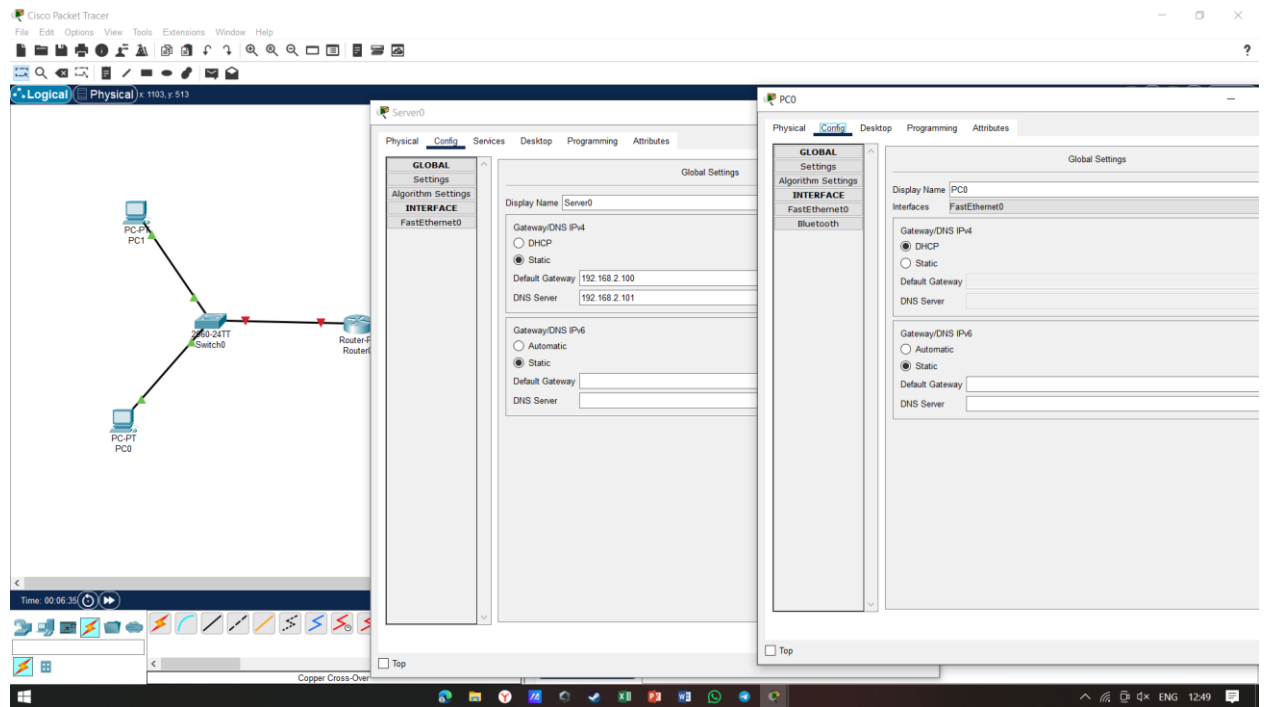 Cisco Packet Tracer
File Edit Options View Tools Extensions Window Help
?
Logical Physical x: 1103, y: 513
PC-PT
PC1
2960-24TT
Switch0
Router0
PC-PT
PC0
Time: 00:06:35
Copper Cross-Over
Server0
Physical Config Services Desktop Programming Attributes
GLOBAL
Settings
Algorithm Settings
INTERFACE
FastEthernet0
Global Settings
Display Name Server0
Gateway/DNS IPv4
DHCP
Static
Default Gateway 192.168.2.100
DNS Server 192.168.2.101
Gateway/DNS IPv6
Automatic
Static
Default Gateway
DNS Server
Top
PC0
Physical Config Desktop Programming Attributes
GLOBAL
Settings
Algorithm Settings
INTERFACE
FastEthernet0
Bluetooth
Global Settings
Display Name PC0
Interfaces FastEthernet0
Gateway/DNS IPv4
DHCP
Static
Default Gateway
DNS Server
Gateway/DNS IPv6
Automatic
Static
Default Gateway
DNS Server
Top
ENG 12:49